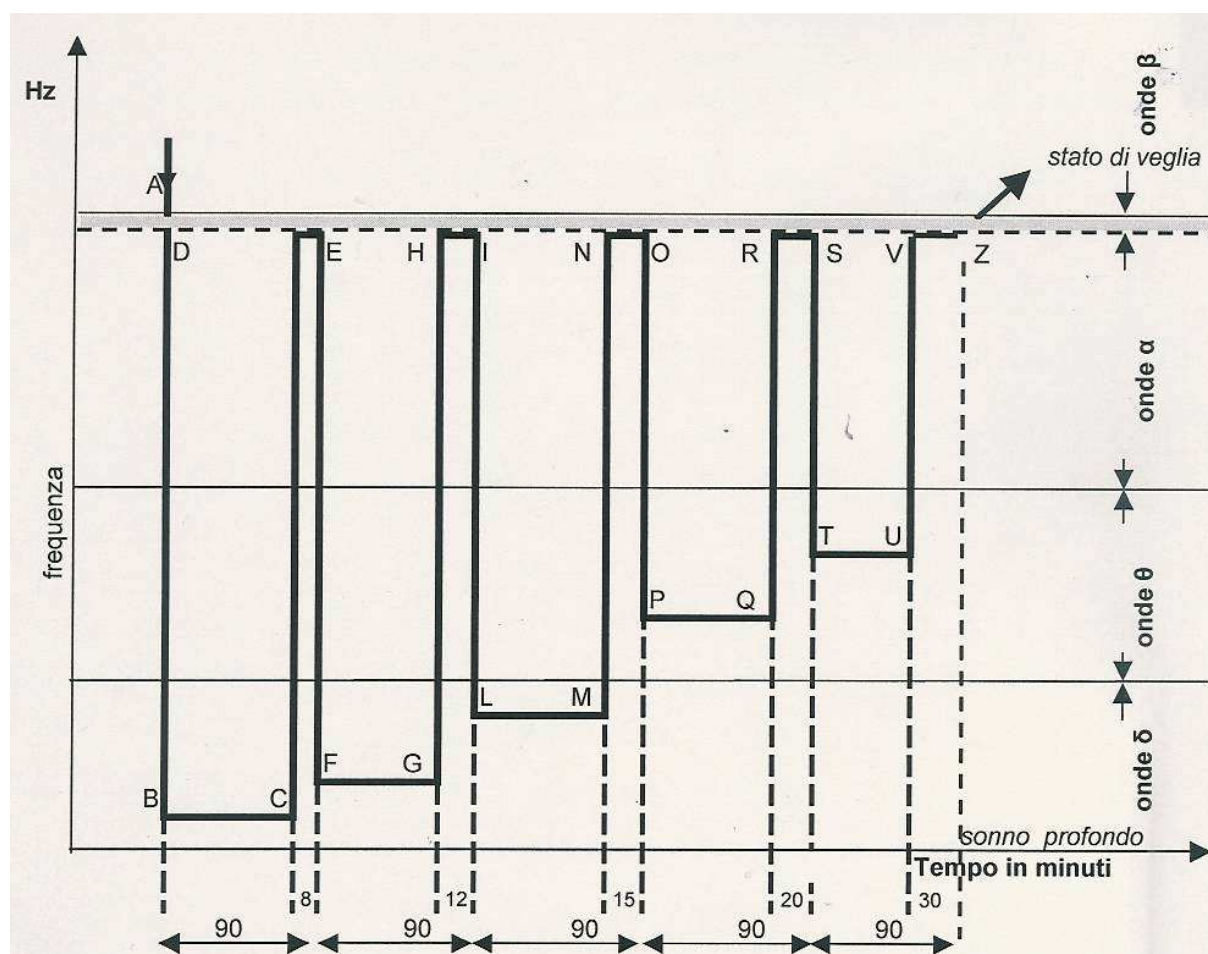 Hz
onde β
stato di veglia
A
D E H I N O R S V Z
onde α
frequenza
T U
P Q
onde θ
L M
F G
B C
onde δ
sonno profondo
Tempo in minuti
8 12 15 20 30
90 90 90 90 90